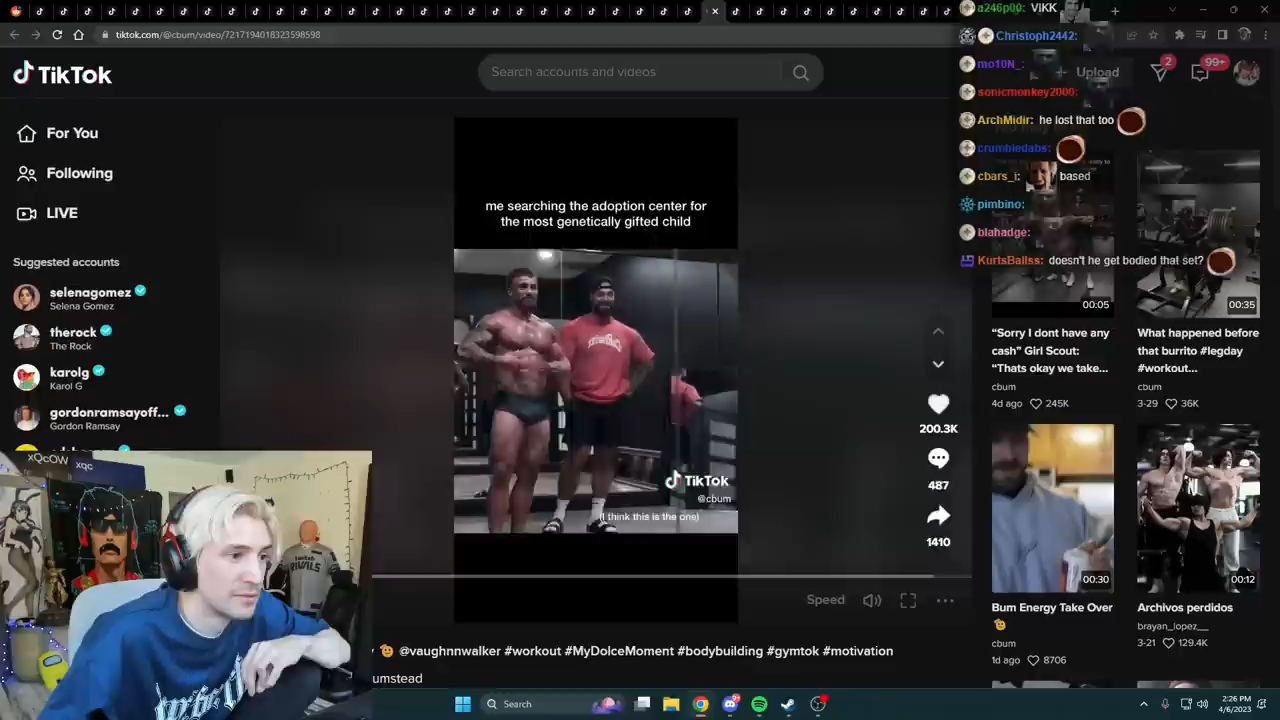 a246p00: VIKK
tiktok.com/@cbum/video/7217194018323598598
Christoph2442:
TikTok
Search accounts and videos
mo10N_:
Upload
2
99+
sonicmonkey2000:
ArchMidir: he lost that too
For You
crumbledabs:
Following
cbars_i: based
LIVE
pimbino:
me searching the adoption center for
the most genetically gifted child
blahadge:
KurtsBallss: doesn't he get bodied that set?
Suggested accounts
selenagomez
Selena Gomez
00:05
00:35
therock
The Rock
"Sorry I dont have any
cash" Girl Scout:
"Thats okay we take...
cbum
4d ago 245K
What happened before
that burrito #legday
#workout...
cbum
3-29 36K
karolg
Karol G
gordonramsayoff...
Gordon Ramsay
200.3K
487
1410
TikTok
@cbum
(I think this is the one)
xQcOW
xqc
RIVALS
00:30
00:12
Speed
Bum Energy Take Over
cbum
1d ago 8706
Archivos perdidos
brayan_lopez__
3-21 129.4K
y @vaughnnwalker #workout #MyDolceMoment #bodybuilding #gymtok #motivation
umstead
Search
2:26 PM
4/6/2023